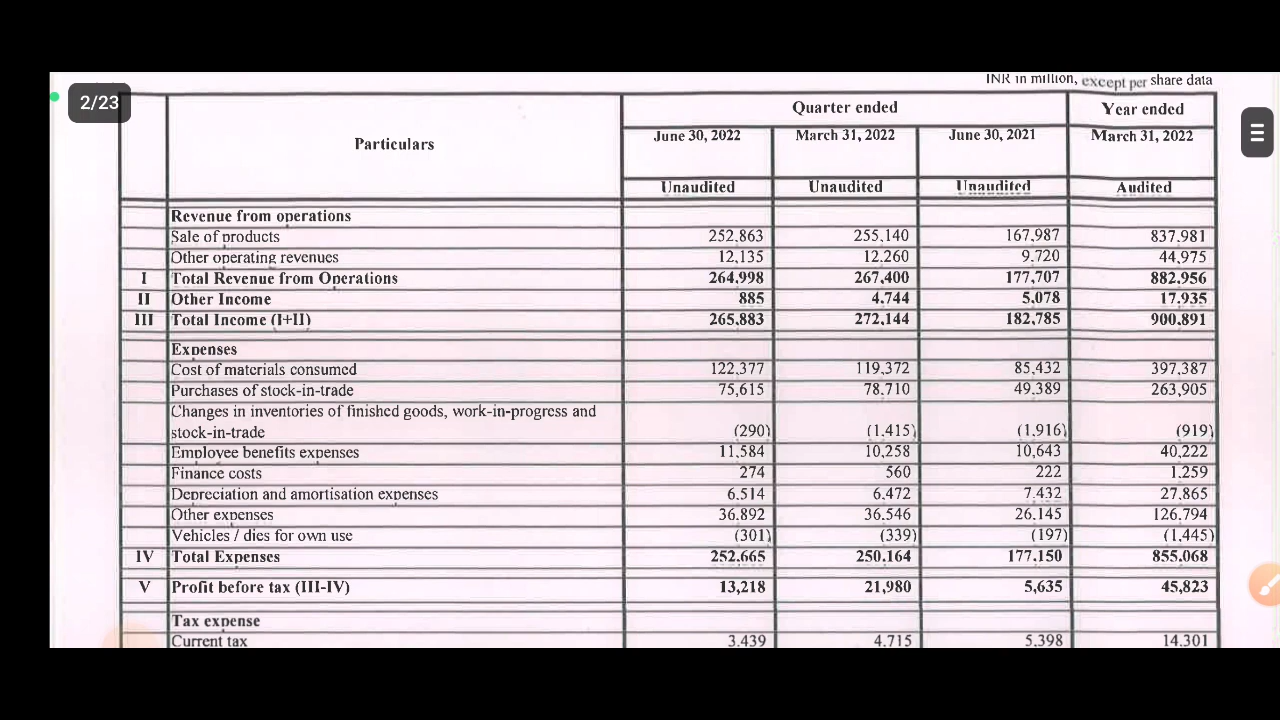 INR in million, except per share data
2/23
Particulars Quarter ended Year ended
June 30, 2022 March 31, 2022 June 30, 2021 March 31, 2022
Unaudited Unaudited Unaudited Audited
Revenue from operations
Sale of products 252,863 255,140 167,987 837,981
Other operating revenues 12,135 12,260 9,720 44,975
I Total Revenue from Operations 264,998 267,400 177,707 882,956
II Other Income 885 4,744 5,078 17,935
III Total Income (I+II) 265,883 272,144 182,785 900,891
Expenses
Cost of materials consumed 122,377 119,372 85,432 397,387
Purchases of stock-in-trade 75,615 78,710 49,389 263,905
Changes in inventories of finished goods, work-in-progress and
stock-in-trade (290) (1,415) (1,916) (919)
Employee benefits expenses 11,584 10,258 10,643 40,222
Finance costs 274 560 222 1,259
Depreciation and amortisation expenses 6,514 6,472 7,432 27,865
Other expenses 36,892 36,546 26,145 126,794
Vehicles / dies for own use (301) (339) (197) (1,445)
IV Total Expenses 252,665 250,164 177,150 855,068
V Profit before tax (III-IV) 13,218 21,980 5,635 45,823
Tax expense
Current tax 3,439 4,715 5,398 14,301